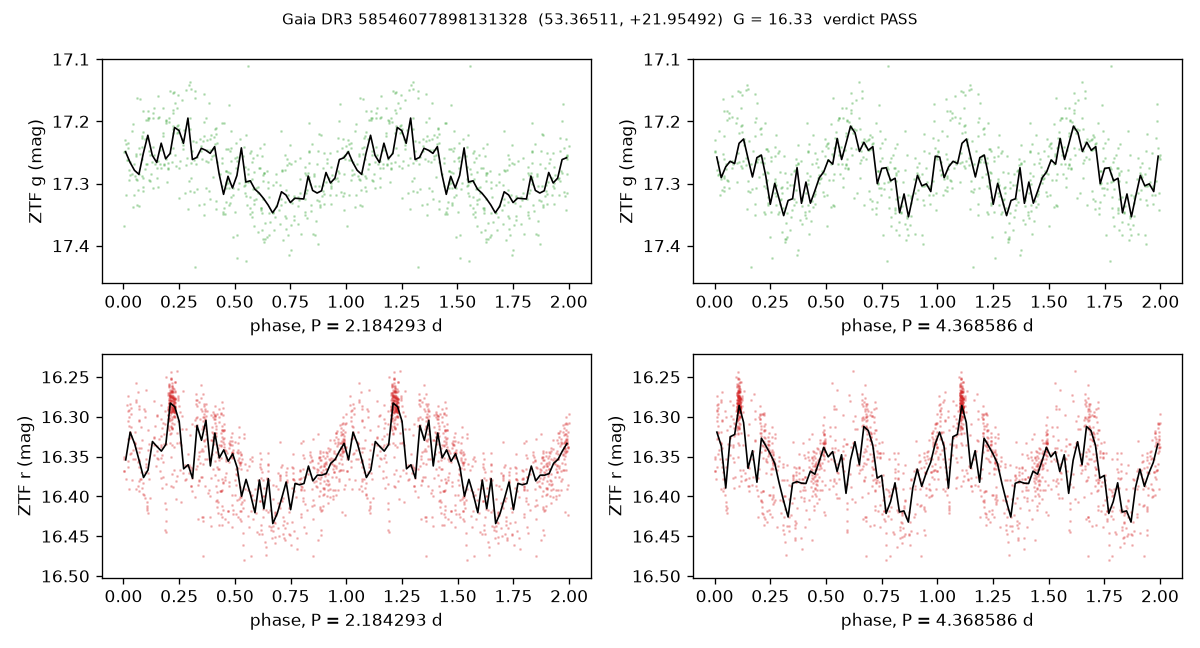 Gaia DR3 58546077898131328  (53.36511, +21.95492)  G = 16.33  verdict PASS
17.1
17.2
17.3
17.4
ZTF g (mag)
0.00 0.25 0.50 0.75 1.00 1.25 1.50 1.75 2.00
phase, P = 2.184293 d
17.1
17.2
17.3
17.4
ZTF g (mag)
0.00 0.25 0.50 0.75 1.00 1.25 1.50 1.75 2.00
phase, P = 4.368586 d
16.25
16.30
16.35
16.40
16.45
16.50
ZTF r (mag)
0.00 0.25 0.50 0.75 1.00 1.25 1.50 1.75 2.00
phase, P = 2.184293 d
16.25
16.30
16.35
16.40
16.45
16.50
ZTF r (mag)
0.00 0.25 0.50 0.75 1.00 1.25 1.50 1.75 2.00
phase, P = 4.368586 d